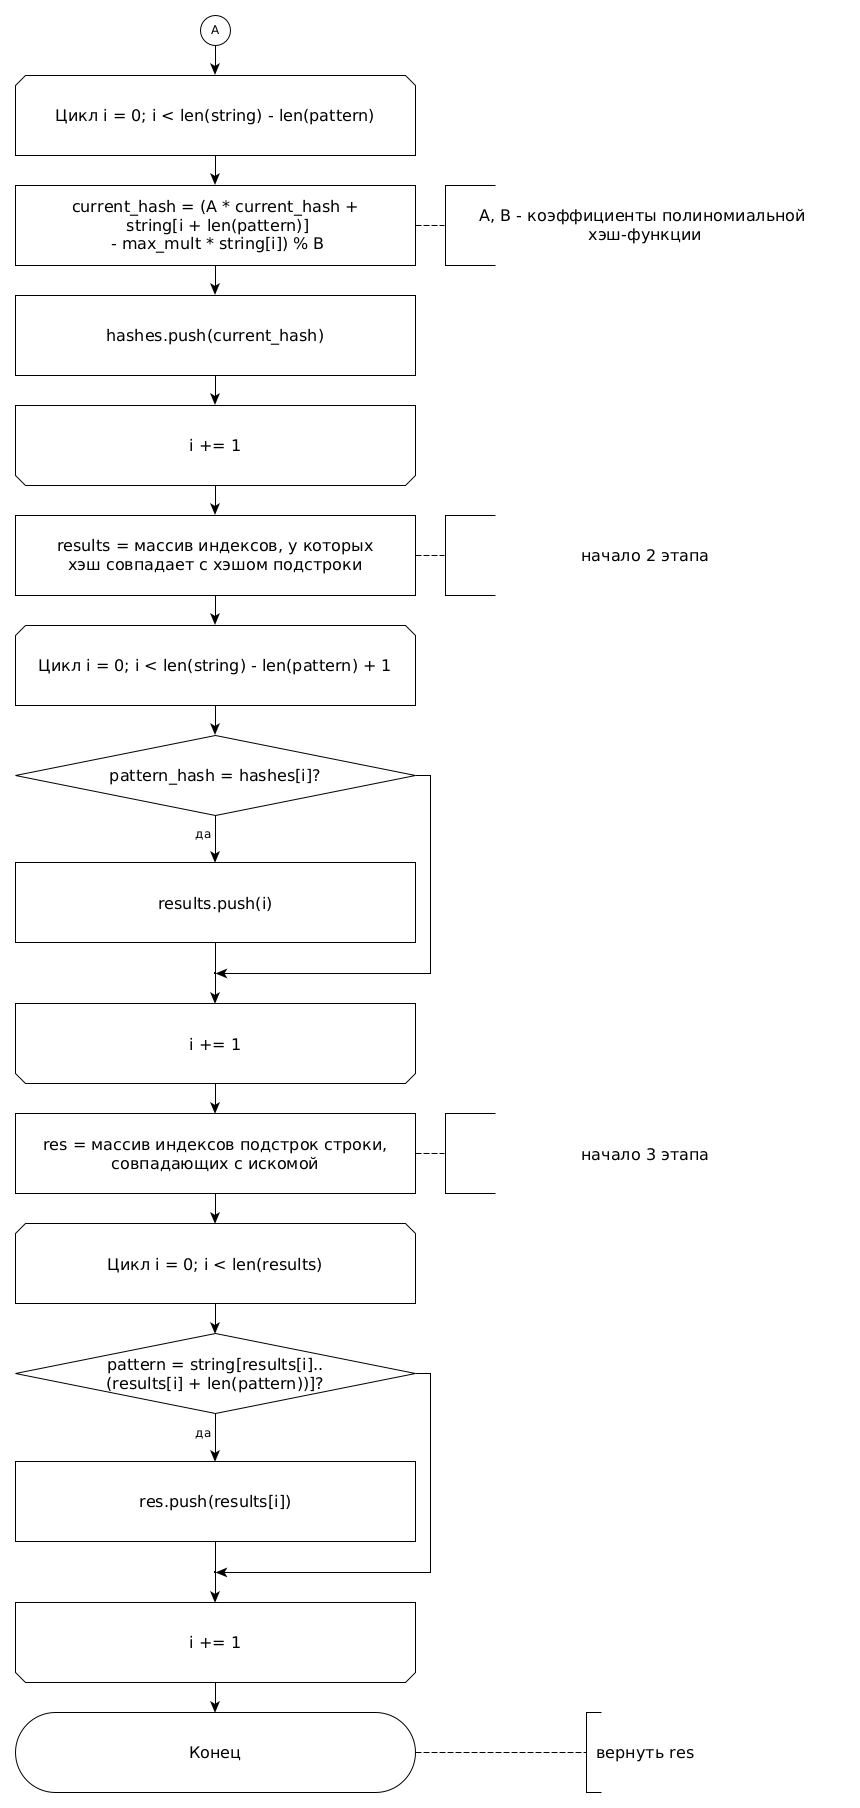 A
Цикл i = 0; i < len(string) - len(pattern)
current_hash = (A * current_hash +
string[i + len(pattern)]
- max_mult * string[i]) % B
A, B - коэффициенты полиномиальной
хэш-функции
hashes.push(current_hash)
i += 1
results = массив индексов, у которых
хэш совпадает с хэшом подстроки
начало 2 этапа
Цикл i = 0; i < len(string) - len(pattern) + 1
pattern_hash = hashes[i]?
да
results.push(i)
i += 1
res = массив индексов подстрок строки,
совпадающих с искомой
начало 3 этапа
Цикл i = 0; i < len(results)
pattern = string[results[i]..
(results[i] + len(pattern))]?
да
res.push(results[i])
i += 1
Конец
вернуть res